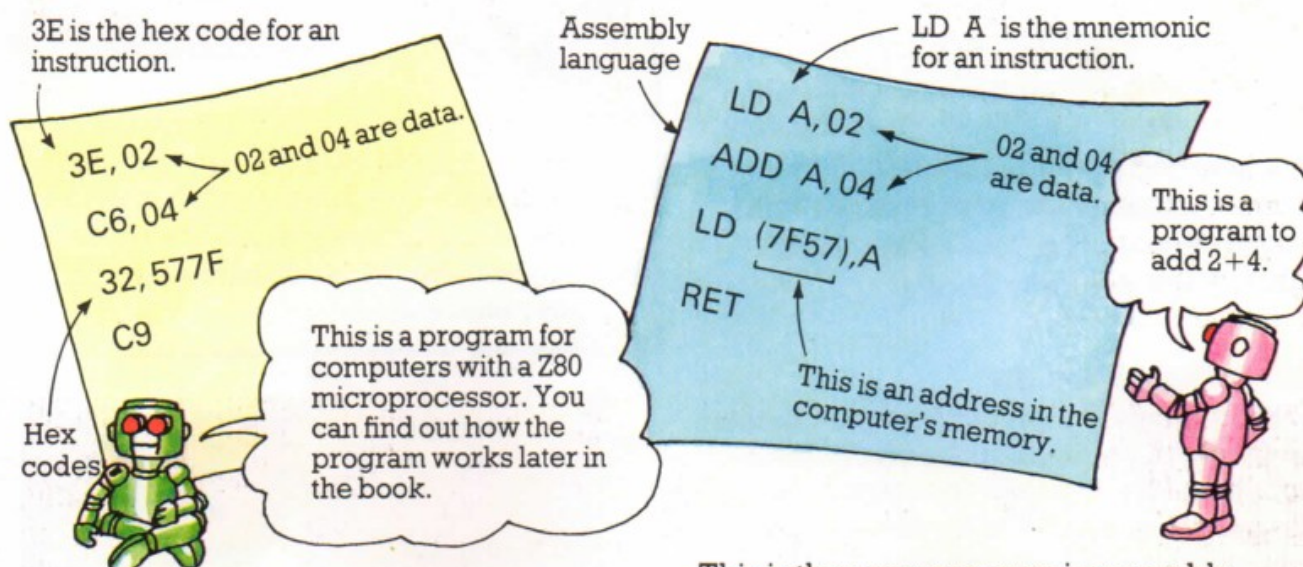 3E is the hex code for an
instruction.
3E, 02
02 and 04 are data.
C6, 04
32, 577F
C9
Hex
codes
This is a program for
computers with a Z80
microprocessor. You
can find out how the
program works later in
the book.
Assembly
language
LD A is the mnemonic
for an instruction.
LD A, 02
ADD A, 04
02 and 04
are data.
LD (7F57), A
RET
This is an address in the
computer's memory.
This is a
program to
add 2+4.